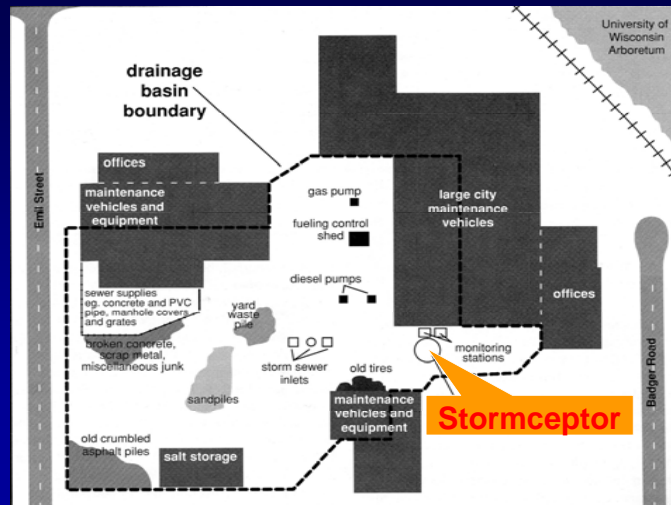 University of
Wisconsin
Arboretum
drainage
basin
boundary
Emil Street
offices
maintenance
vehicles and
equipment
gas pump
fueling control
shed
large city
maintenance
vehicles
diesel pumps
offices
sewer supplies
eg. concrete and PVC
pipe, manhole covers
and grates
yard
waste
pile
broken concrete,
scrap metal,
miscellaneous junk
storm sewer
inlets
monitoring
stations
old tires
sandpiles
maintenance
vehicles and
equipment
Stormceptor
Badger Road
old crumbled
asphalt piles
salt storage